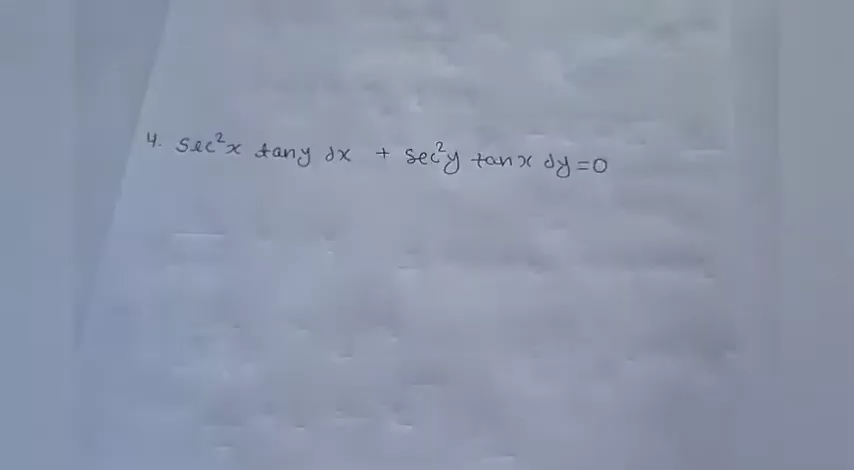 4. sec²x tany dx + sec²y tanx dy=0